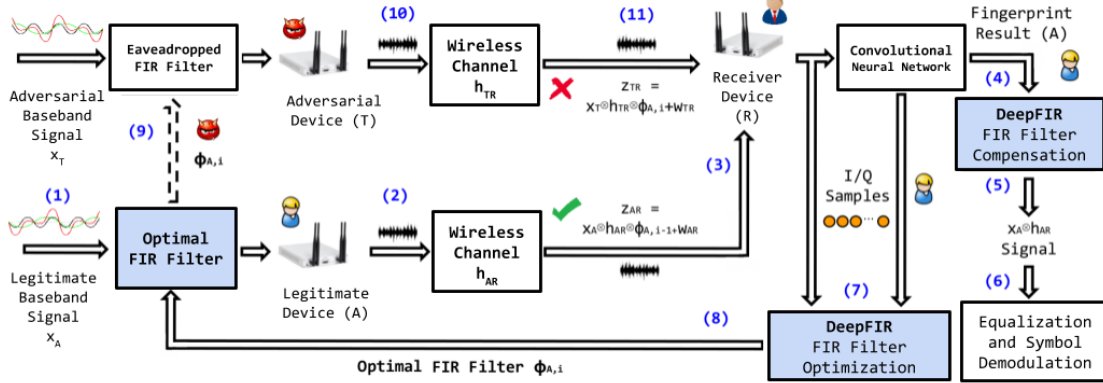 (10)
(11)
Fingerprint
Result (A)
Eaveadropped
FIR Filter
Wireless
Channel
hTR
Convolutional
Neural Network
(4)
Adversarial
Baseband
Signal
xT
(9)
ϕA,i
Adversarial
Device (T)
zTR =
xT⊗hTR⊗ϕA,i+wTR
Receiver
Device
(R)
DeepFIR
FIR Filter
Compensation
(3)
(1)
(2)
I/Q
Samples
(5)
Optimal
FIR Filter
Wireless
Channel
hAR
zAR =
xA⊗hAR⊗ϕA,i-1+wAR
xA⊗hAR
Signal
Legitimate
Baseband
Signal
xA
Legitimate
Device (A)
(6)
(7)
(8)
DeepFIR
FIR Filter
Optimization
Equalization
and Symbol
Demodulation
Optimal FIR Filter ϕA,i